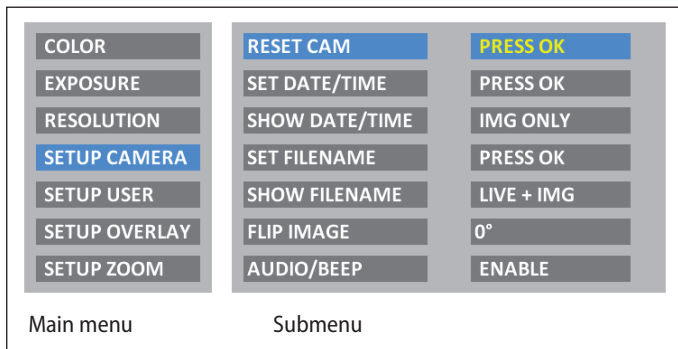 COLOR RESET CAM PRESS OK
EXPOSURE SET DATE/TIME PRESS OK
RESOLUTION SHOW DATE/TIME IMG ONLY
SETUP CAMERA SET FILENAME PRESS OK
SETUP USER SHOW FILENAME LIVE + IMG
SETUP OVERLAY FLIP IMAGE 0°
SETUP ZOOM AUDIO/BEEP ENABLE
Main menu Submenu